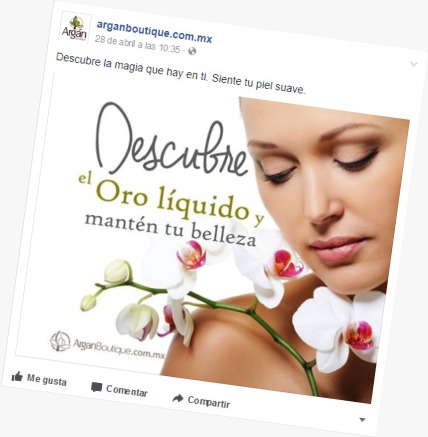 Argán
arganboutique.com.mx
28 de abril a las 10:35 ·
Descubre la magia que hay en ti. Siente tu piel suave.
Descubre
el Oro líquido y
mantén tu belleza
ArganBoutique.com.mx
Me gusta
Comentar
Compartir